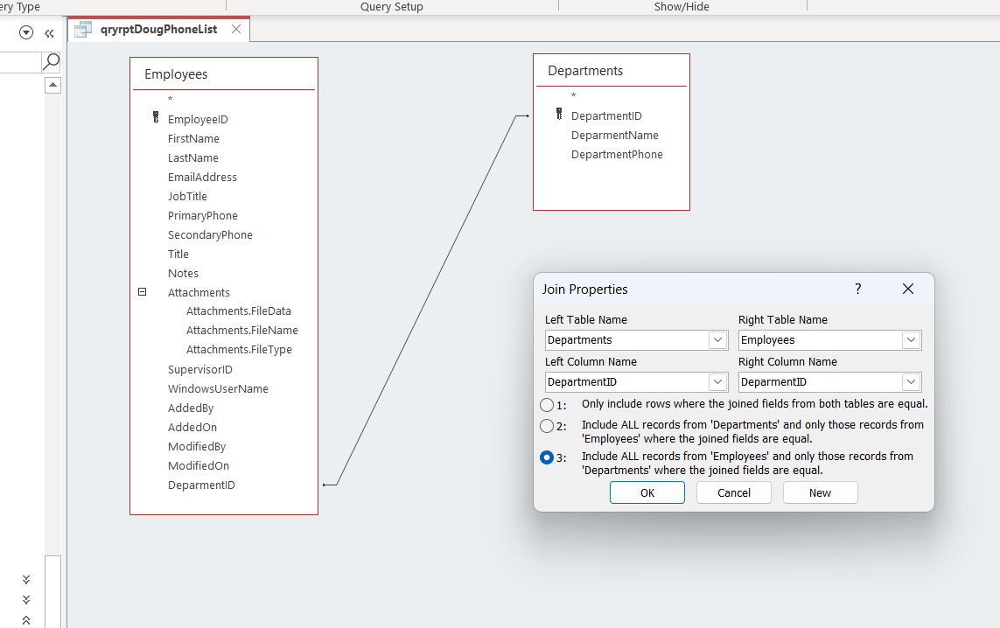 ery Type
Query Setup
Show/Hide
qryrptDougPhoneList
Employees
*
EmployeeID
FirstName
LastName
EmailAddress
JobTitle
PrimaryPhone
SecondaryPhone
Title
Notes
Attachments
Attachments.FileData
Attachments.FileName
Attachments.FileType
SupervisorID
WindowsUserName
AddedBy
AddedOn
ModifiedBy
ModifiedOn
DeparmentID
Departments
*
DepartmentID
DeparmentName
DepartmentPhone
Join Properties
?
Left Table Name
Right Table Name
Departments
Employees
Left Column Name
Right Column Name
DepartmentID
DeparmentID
1: Only include rows where the joined fields from both tables are equal.
2: Include ALL records from 'Departments' and only those records from
'Employees' where the joined fields are equal.
3: Include ALL records from 'Employees' and only those records from
'Departments' where the joined fields are equal.
OK
Cancel
New